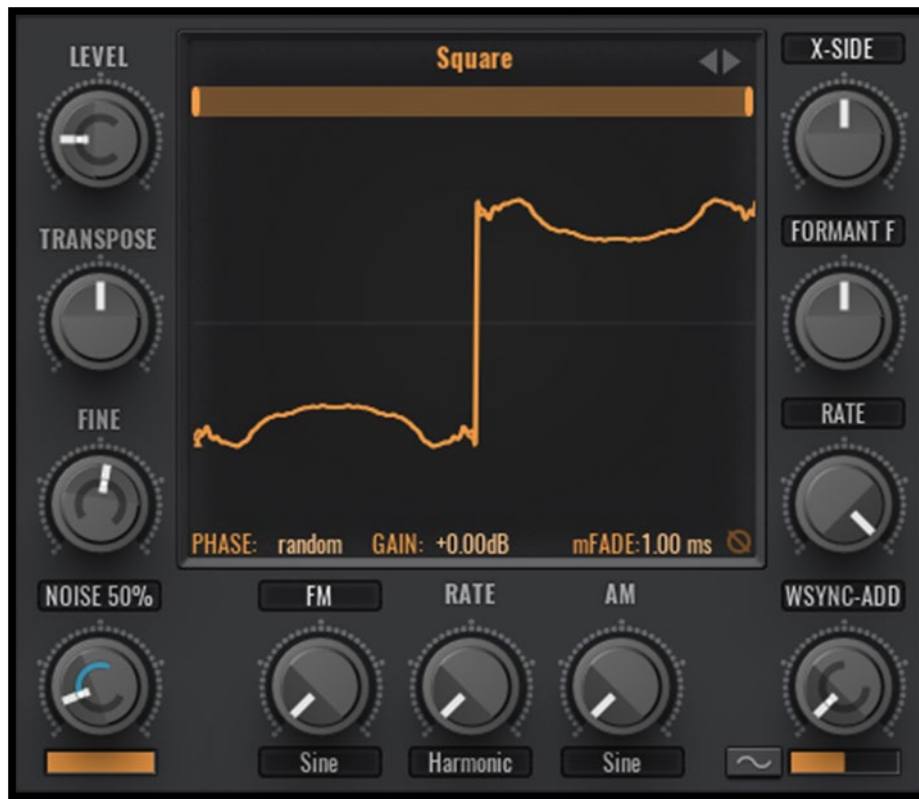 LEVEL
Square
X-SIDE
TRANSPOSE
FORMANT F
FINE
RATE
PHASE: random GAIN: +0.00dB mFADE:1.00 ms
NOISE 50%
FM
RATE
AM
WSYNC-ADD
Sine
Harmonic
Sine